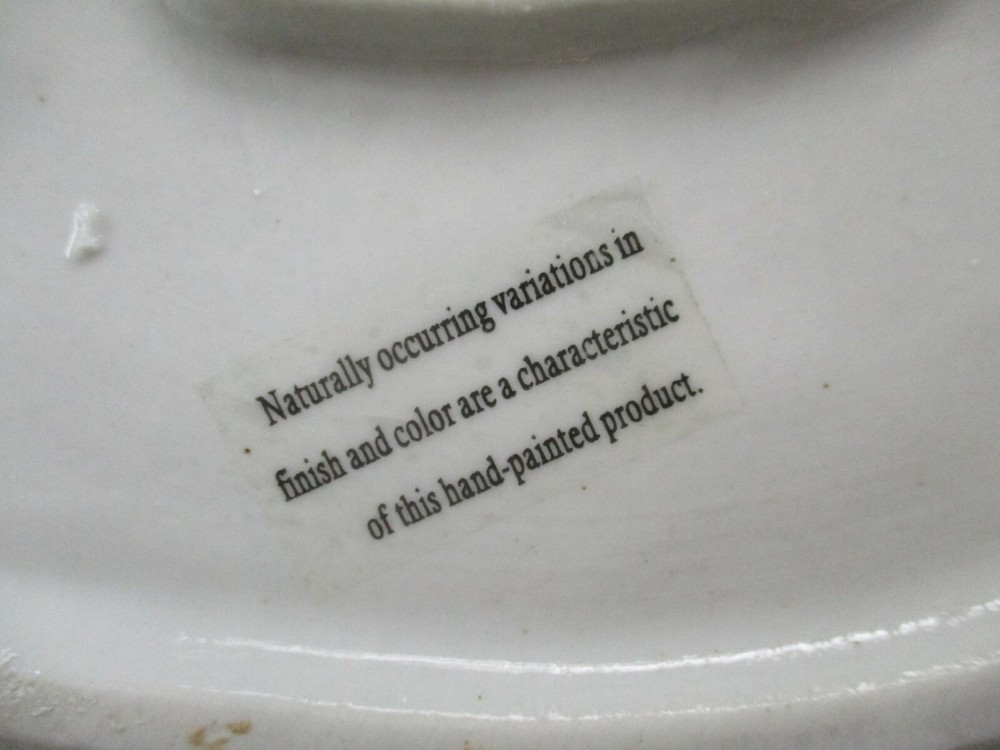 Naturally occurring variations in
finish and color are a characteristic
of this hand-painted product.